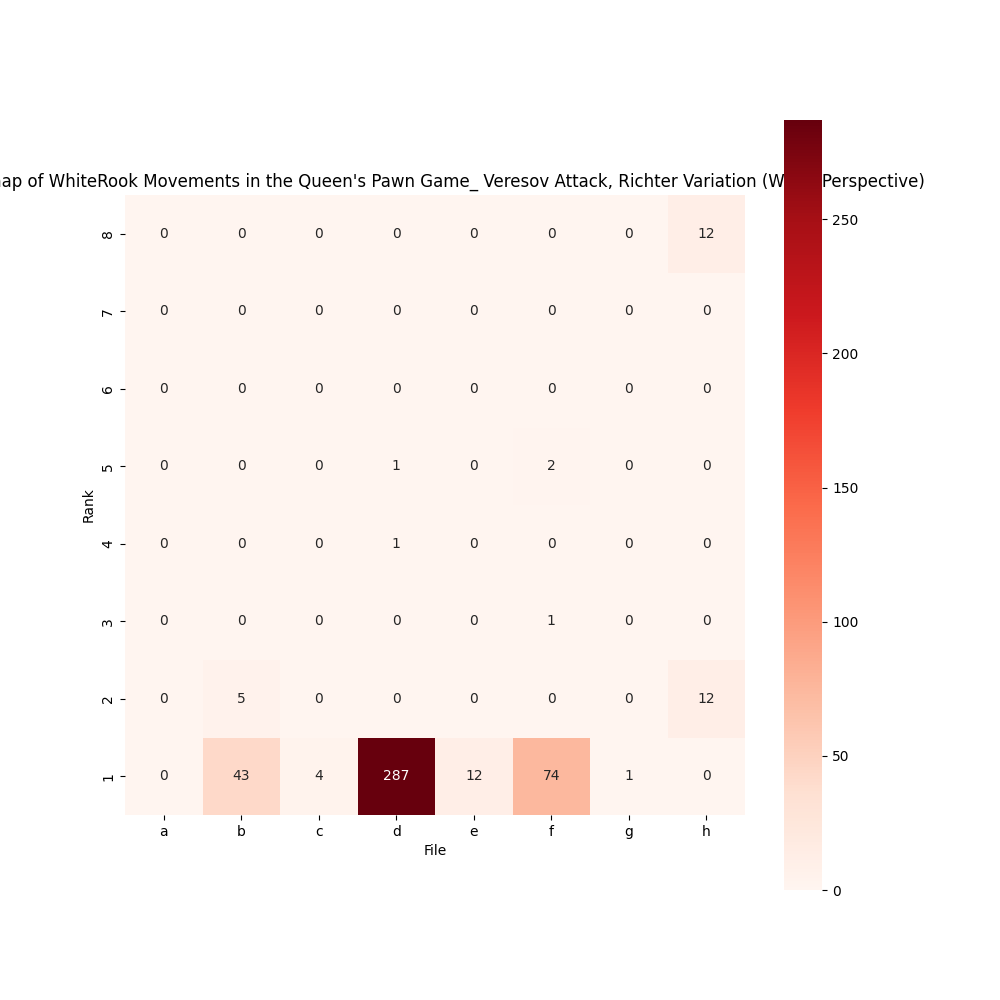 ap of WhiteRook Movements in the Queen's Pawn Game_ Veresov Attack, Richter Variation (W Perspective)
8 0 0 0 0 0 0 0 12
7 0 0 0 0 0 0 0 0
6 0 0 0 0 0 0 0 0
5 0 0 0 1 0 2 0 0
Rank
4 0 0 0 1 0 0 0 0
3 0 0 0 0 0 1 0 0
2 0 5 0 0 0 0 0 12
1 0 43 4 287 12 74 1 0
a b c d e f g h
File
250
200
150
100
50
0